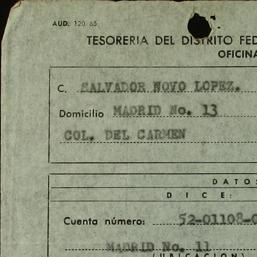 AUD. 120 65
TESORERIA DEL DISTRITO FED
OFICINA
C. SALVADOR NOVO LOPEZ.
Domicilio MADRID No. 13
COL. DEL CARMEN
DATO
DICE:
Cuenta número: 52-01108-0
MADRID No. 11
(UBICACION)